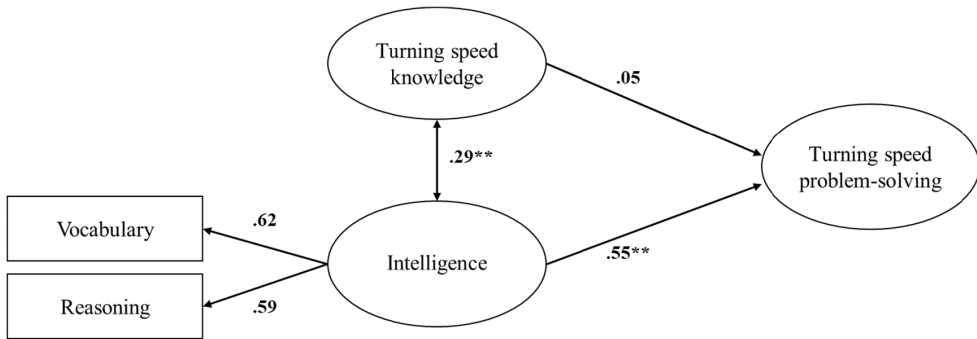 Turning speed
knowledge
.05
.29**
Turning speed
problem-solving
Vocabulary
.62
Intelligence
.55**
Reasoning
.59